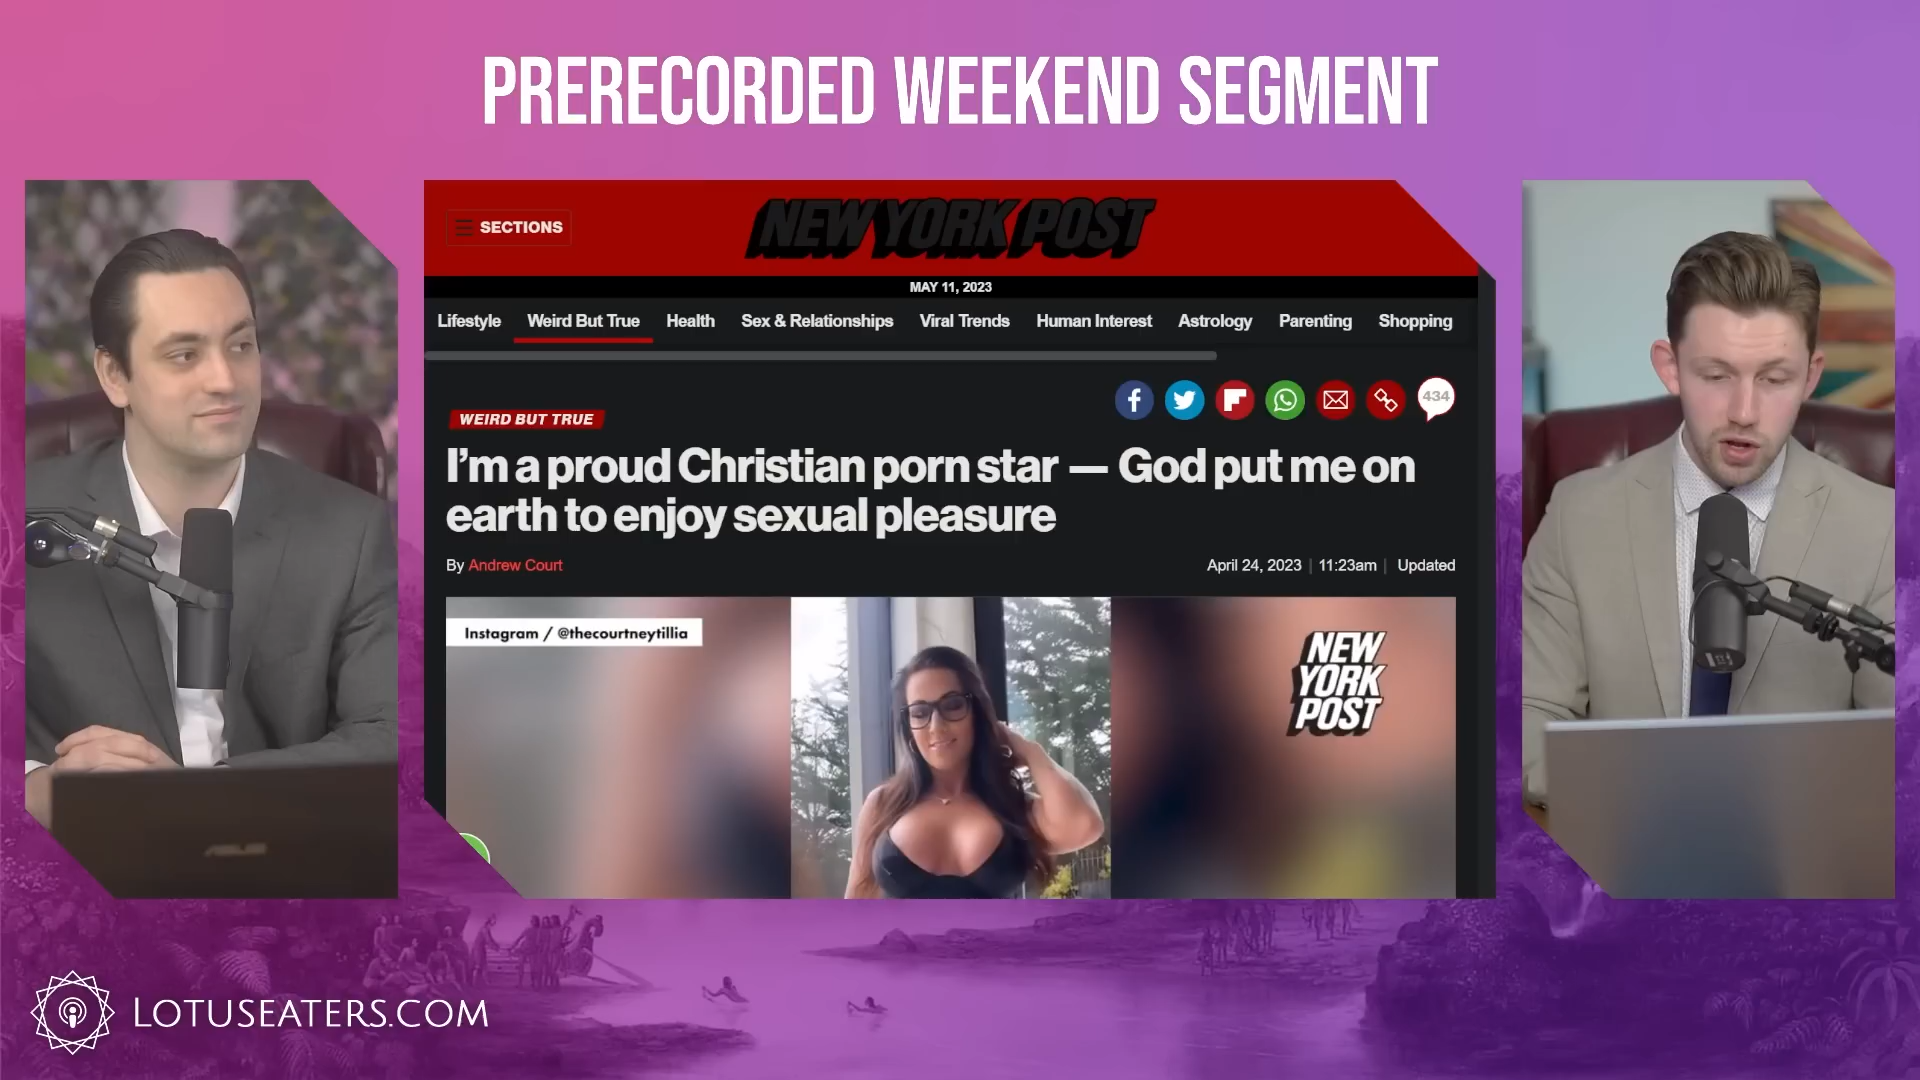 PRERECORDED WEEKEND SEGMENT
SECTIONS
NEW YORK POST
MAY 11, 2023
Lifestyle Weird But True Health Sex & Relationships Viral Trends Human Interest Astrology Parenting Shopping
434
WEIRD BUT TRUE
I'm a proud Christian porn star — God put me on
earth to enjoy sexual pleasure
By Andrew Court
April 24, 2023 | 11:23am | Updated
Instagram / @thecourtneytillia
NEW
YORK
POST
ASUS
LOTUSEATERS.COM